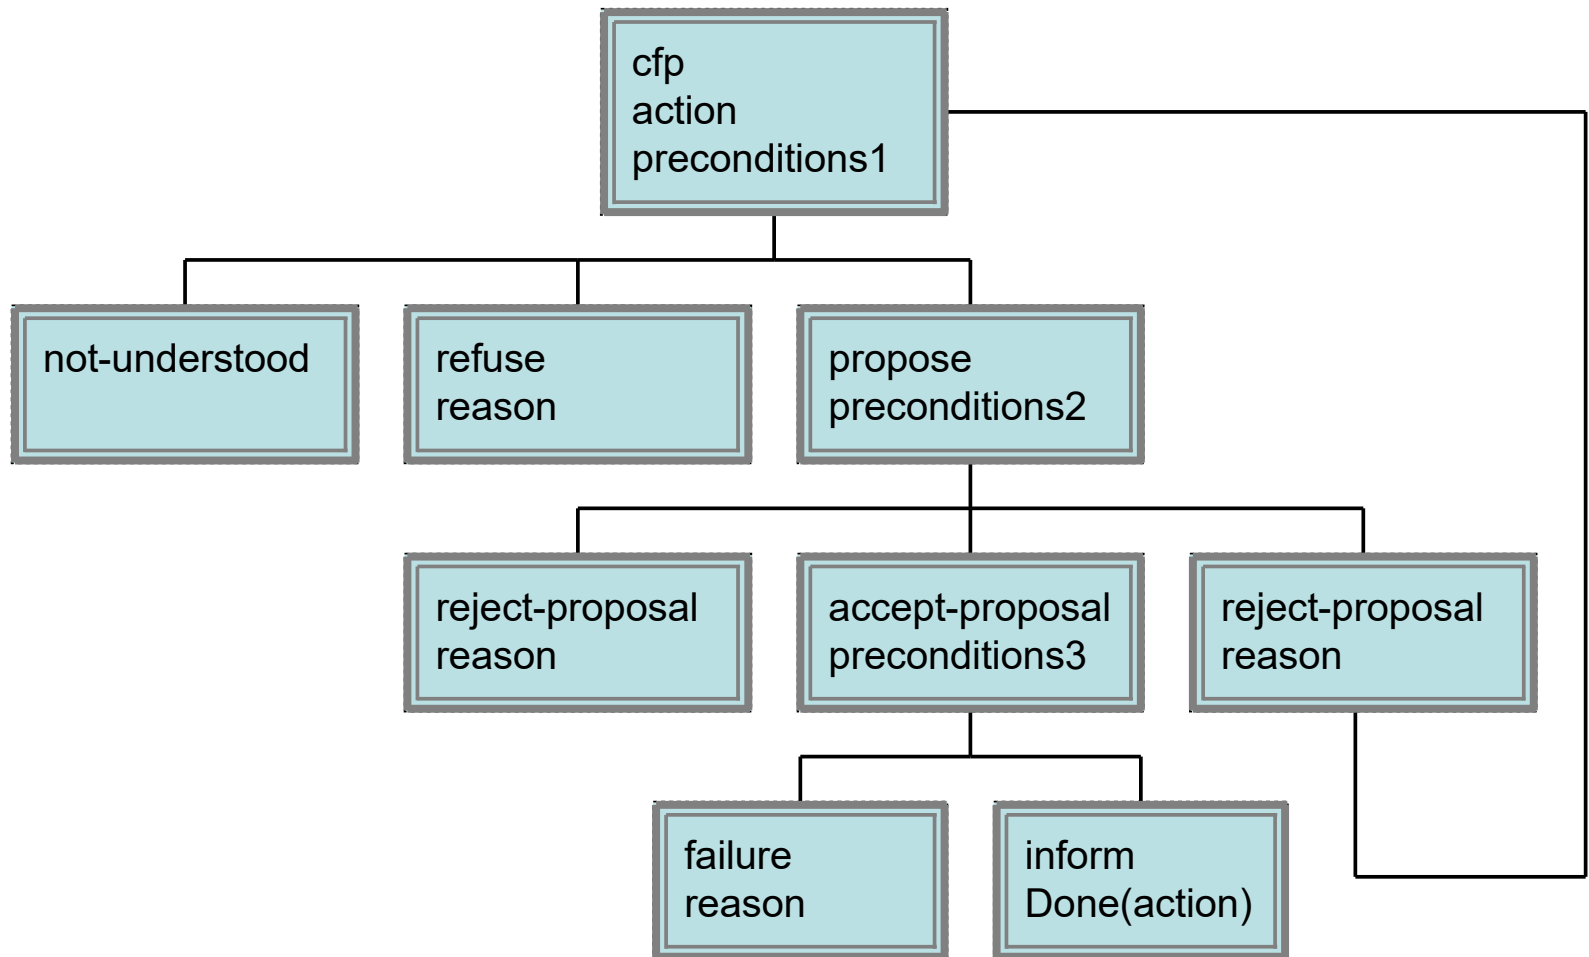 cfp
action
preconditions1
not-understood
refuse
reason
propose
preconditions2
reject-proposal
reason
accept-proposal
preconditions3
reject-proposal
reason
failure
reason
inform
Done(action)